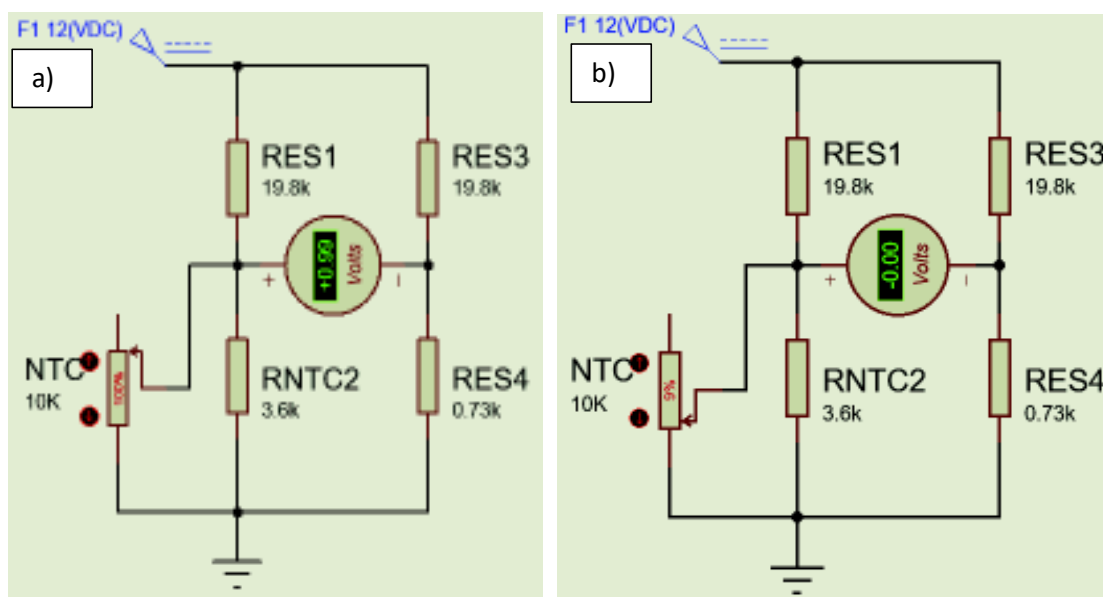 F1 12(VDC)
a)
RES1
19.8k
RES3
19.8k
+0.99
Volts
+
−
NTC
10K
100%
RNTC2
3.6k
RES4
0.73k
F1 12(VDC)
b)
RES1
19.8k
RES3
19.8k
-0.00
Volts
+
−
NTC
10K
9%
RNTC2
3.6k
RES4
0.73k